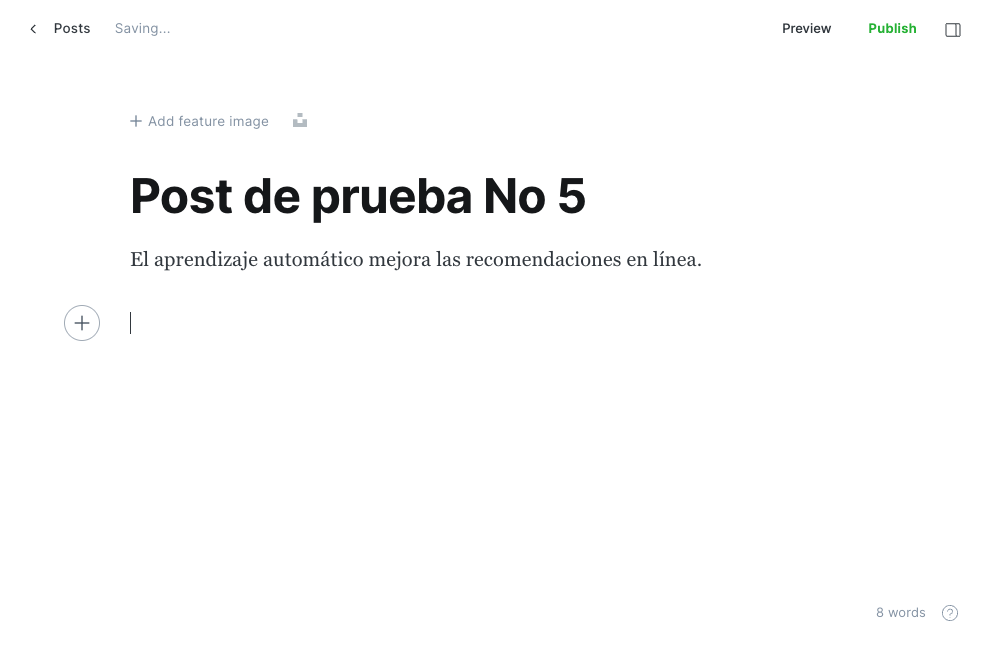 Posts
Saving...
Preview
Publish
Add feature image
Post de prueba No 5
El aprendizaje automático mejora las recomendaciones en línea.
8 words
?